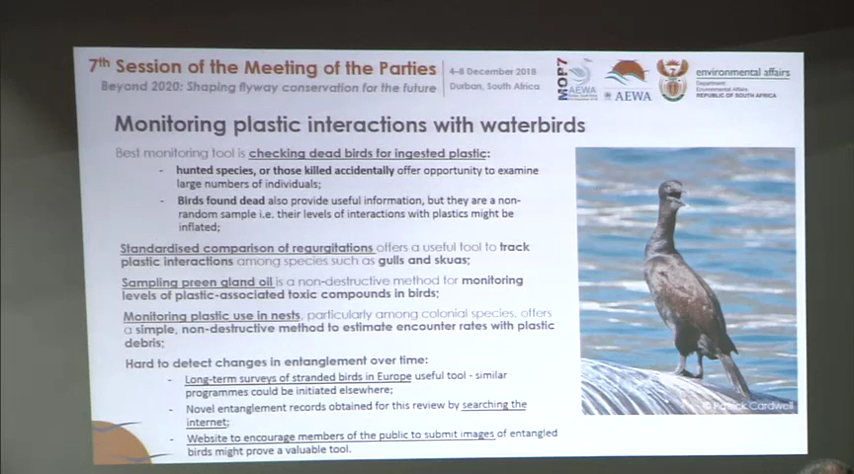 7th Session of the Meeting of the Parties
Beyond 2020: Shaping flyway conservation for the future
4–8 December 2018
Durban, South Africa
MOP7
AEWA
AEWA
environmental affairs
Department:
Environmental Affairs
REPUBLIC OF SOUTH AFRICA
Monitoring plastic interactions with waterbirds
Best monitoring tool is checking dead birds for ingested plastic:
- hunted species, or those killed accidentally offer opportunity to examine
large numbers of individuals;
- Birds found dead also provide useful information, but they are a non-
random sample i.e. their levels of interactions with plastics might be
inflated;
Standardised comparison of regurgitations offers a useful tool to track
plastic interactions among species such as gulls and skuas;
Sampling preen gland oil is a non-destructive method for monitoring
levels of plastic-associated toxic compounds in birds;
Monitoring plastic use in nests, particularly among colonial species, offers
a simple, non-destructive method to estimate encounter rates with plastic
debris;
Hard to detect changes in entanglement over time:
- Long-term surveys of stranded birds in Europe useful tool - similar
programmes could be initiated elsewhere;
- Novel entanglement records obtained for this review by searching the
internet;
- Website to encourage members of the public to submit images of entangled
birds might prove a valuable tool.
© Patrick Cardwell